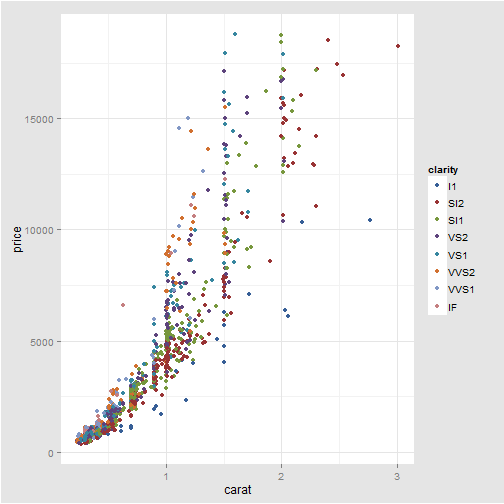 15000
10000
5000
0
price
1
2
3
carat
clarity
I1
SI2
SI1
VS2
VS1
VVS2
VVS1
IF